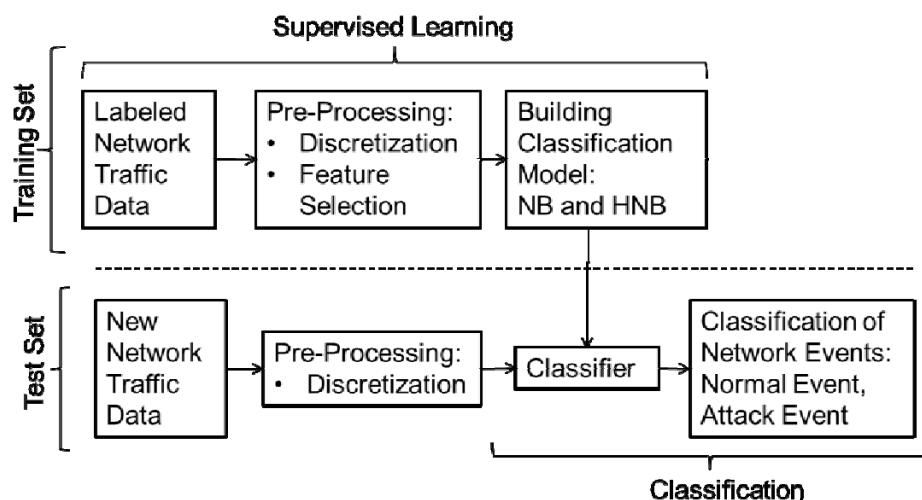 Supervised Learning
Training Set
Labeled
Network
Traffic
Data
Pre-Processing:
• Discretization
• Feature
Selection
Building
Classification
Model:
NB and HNB
Test Set
New
Network
Traffic
Data
Pre-Processing:
• Discretization
Classifier
Classification of
Network Events:
Normal Event,
Attack Event
Classification